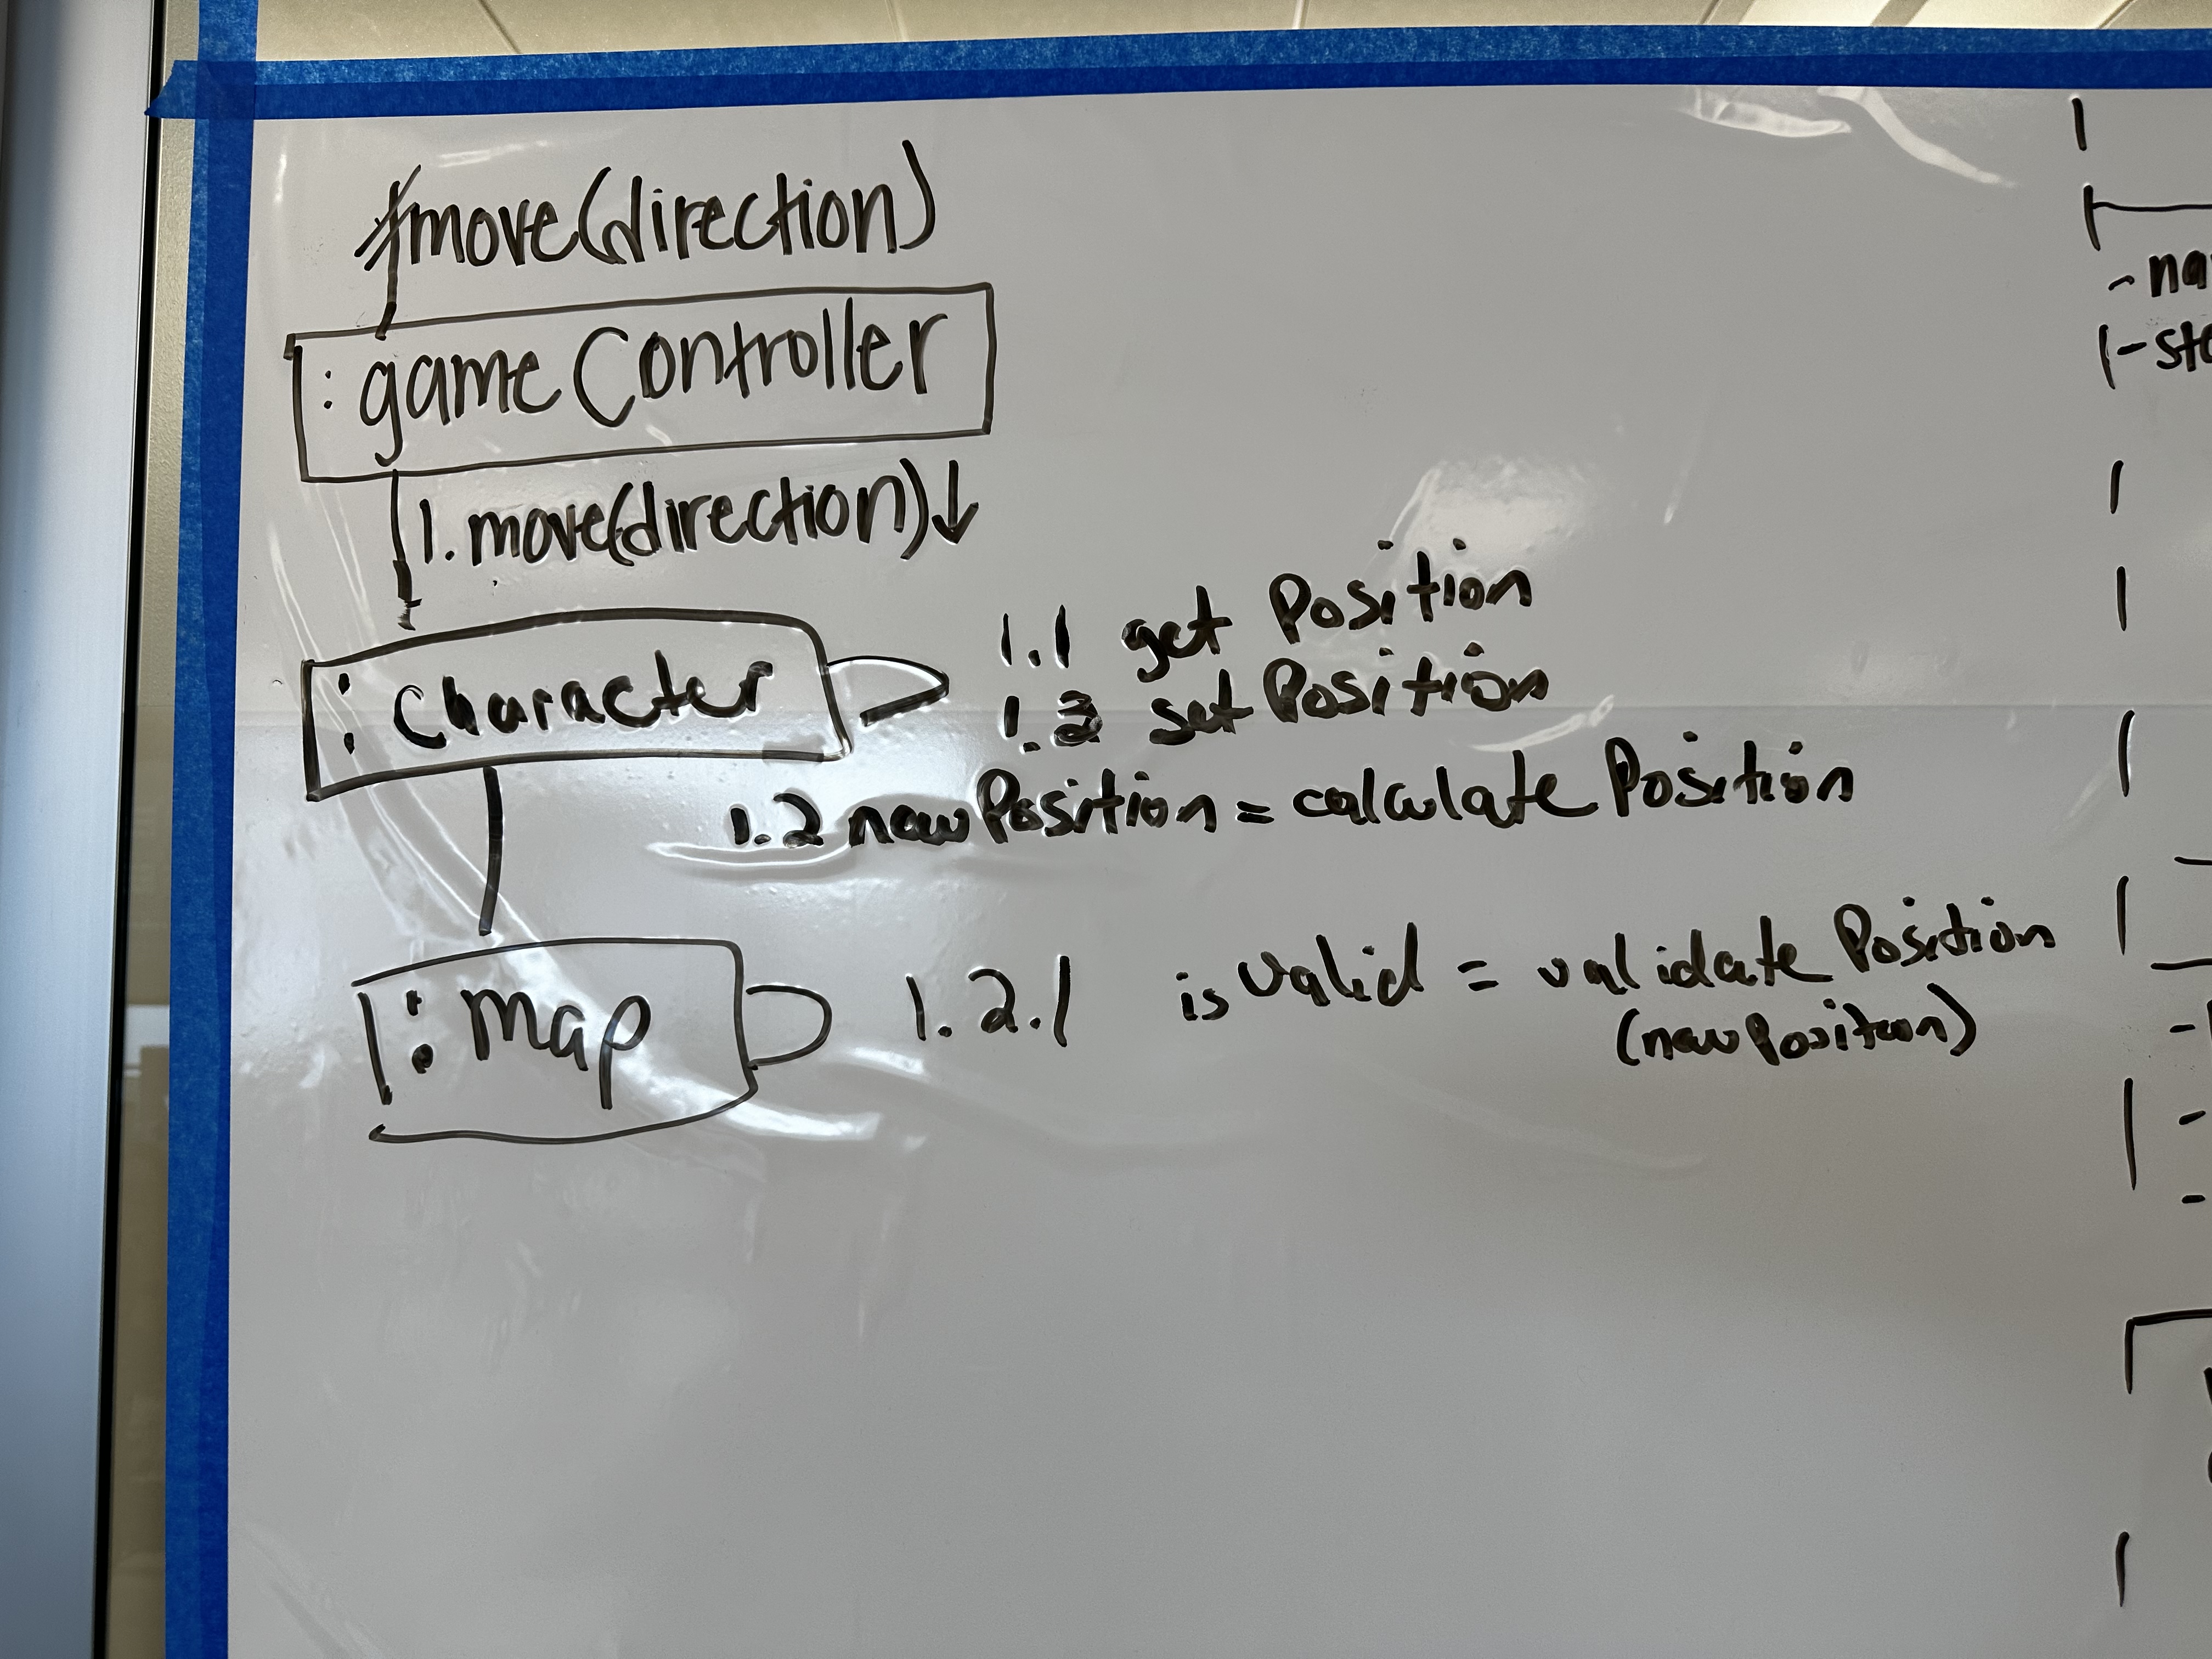 move(direction)
: gameController
1. move(direction)↓
1.1 get Position
: Character
1.3 set Position
1.2 newPosition = calculate Position
: Map
1.2.1 isValid = validate Position
(newPosition)
- na
- sta